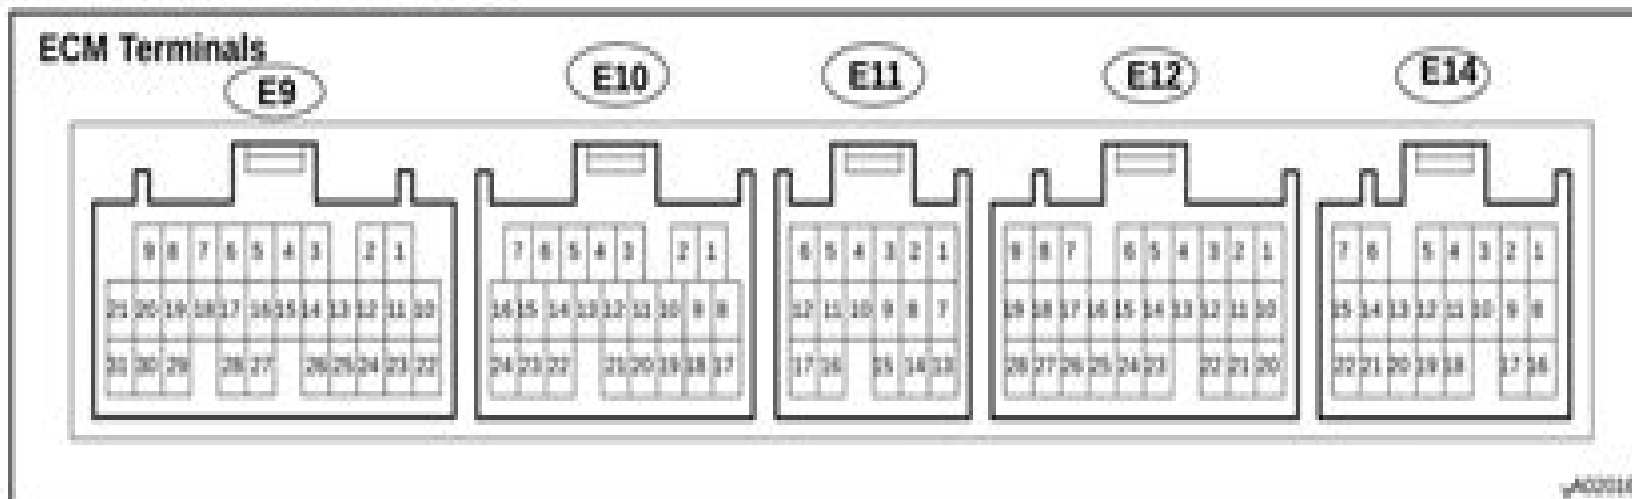 ECM Terminals
E9 E10 E11 E12 E14
9 8 7 6 5 4 3 2 1 7 6 5 4 3 2 1 6 5 4 3 2 1 9 8 7 6 5 4 3 2 1 7 6 5 4 3 2 1
21 20 19 18 17 16 15 14 13 12 11 10 16 15 14 13 12 11 10 9 8 12 11 10 9 8 7 19 18 17 16 15 14 13 12 11 10 15 14 13 12 11 10 9 8
31 30 29 28 27 26 25 24 23 22 24 23 22 21 20 19 18 17 17 16 15 14 13 28 27 26 25 24 23 22 21 20 22 21 20 19 18 17 16